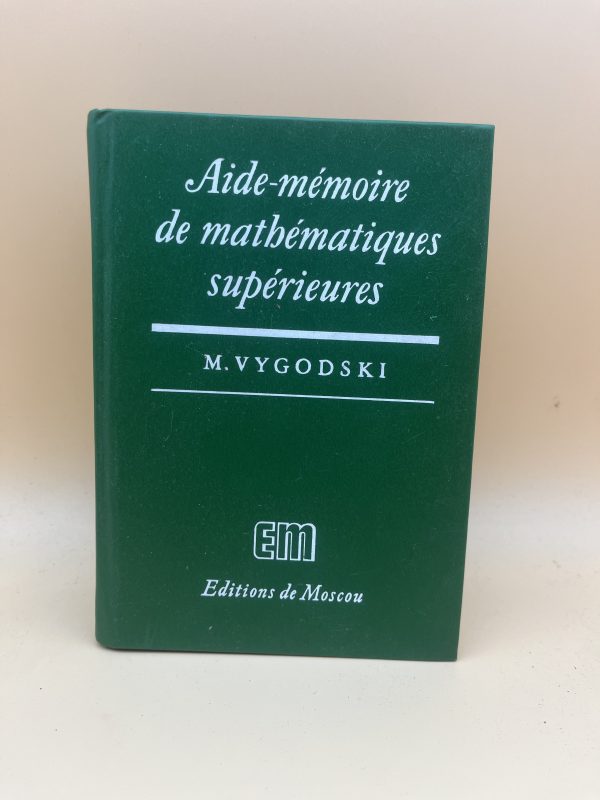 Aide-mémoire
de mathématiques
supérieures
M. VYGODSKI
EM
Editions de Moscou